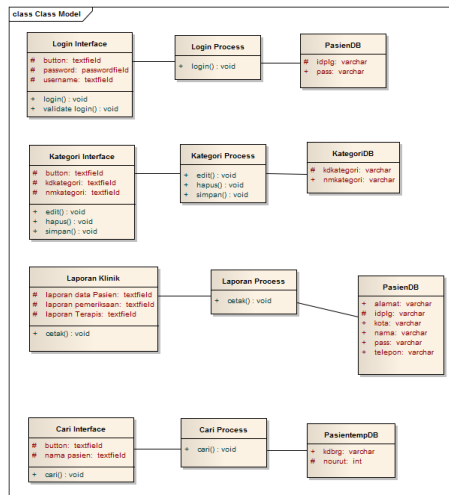 class Class Model
Login Interface
# button: textfield
# password: passwordfield
# username: textfield
+ login() : void
+ validate login() : void
Login Process
+ login() : void
PasienDB
# idplg: varchar
+ pass: varchar
Kategori Interface
# button: textfield
# kdkategori: textfield
# nmkategori: textfield
+ edit() : void
+ hapus() : void
+ simpan() : void
Kategori Process
+ edit() : void
+ hapus() : void
+ simpan() : void
KategoriDB
# kdkategori: varchar
+ nmkategori: varchar
Laporan Klinik
# laporan data Pasien: textfield
# laporan pemeriksaan: textfield
# laporan Terapis: textfield
+ cetak() : void
Laporan Process
+ cetak() : void
PasienDB
+ alamat: varchar
# idplg: varchar
+ kota: varchar
+ nama: varchar
+ pass: varchar
+ telepon: varchar
Cari Interface
# button: textfield
# nama pasien: textfield
+ cari() : void
Cari Process
+ cari() : void
PasientempDB
+ kdbrg: varchar
# nourut: int